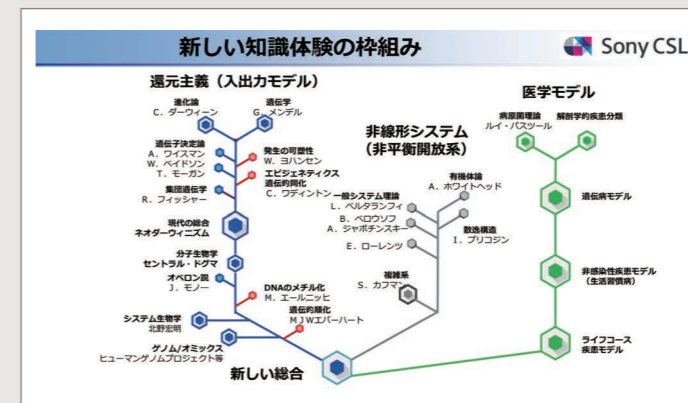 新しい知識体験の枠組み
Sony CSL
還元主義（入出力モデル）
進化論
C. ダーウィーン
遺伝学
G. メンデル
遺伝子決定論
A. ワイスマン
W. ベイドソン
T. モーガン
発生の可塑性
W. ヨハンセン
エピジェネティクス
遺伝的同化
C. ワディントン
集団遺伝学
R. フィッシャー
現代の総合
ネオダーウィニズム
分子生物学
セントラル・ドグマ
オペロン説
J. モノー
DNAのメチル化
M. エールニッヒ
遺伝的順化
MJWエバーハート
システム生物学
北野宏明
ゲノム/オミックス
ヒューマンゲノムプロジェクト等
新しい総合
非線形システム
（非平衡開放系）
有機体論
A. ホワイトヘッド
一般システム理論
L. ベルタランフィ
B. ベロウソフ
A. ジャボチンスキー
散逸構造
I. プリコジン
E. ローレンツ
複雑系
S. カフマン
医学モデル
病原菌理論
ルイ・パスツール
解剖学的疾患分類
遺伝病モデル
非感染性疾患モデル
（生活習慣病）
ライフコース
疾患モデル